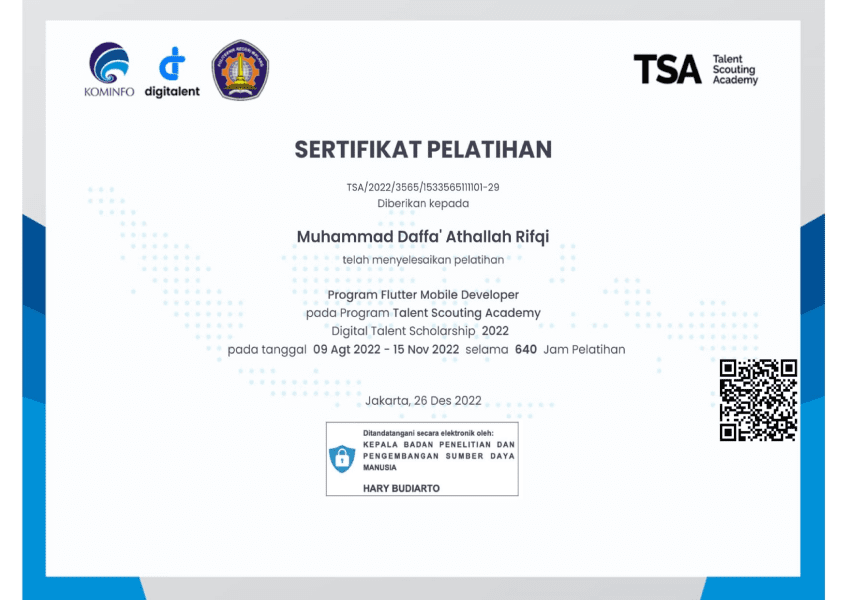 KOMINFO
digitalent
POLITEKNIK NEGERI MALANG
TSA Talent
Scouting
Academy
SERTIFIKAT PELATIHAN
TSA/2022/3565/1533565111101-29
Diberikan kepada
Muhammad Daffa' Athallah Rifqi
telah menyelesaikan pelatihan
Program Flutter Mobile Developer
pada Program Talent Scouting Academy
Digital Talent Scholarship 2022
pada tanggal 09 Agt 2022 - 15 Nov 2022 selama 640 Jam Pelatihan
Jakarta, 26 Des 2022
Ditandatangani secara elektronik oleh:
KEPALA BADAN PENELITIAN DAN
PENGEMBANGAN SUMBER DAYA
MANUSIA
HARY BUDIARTO